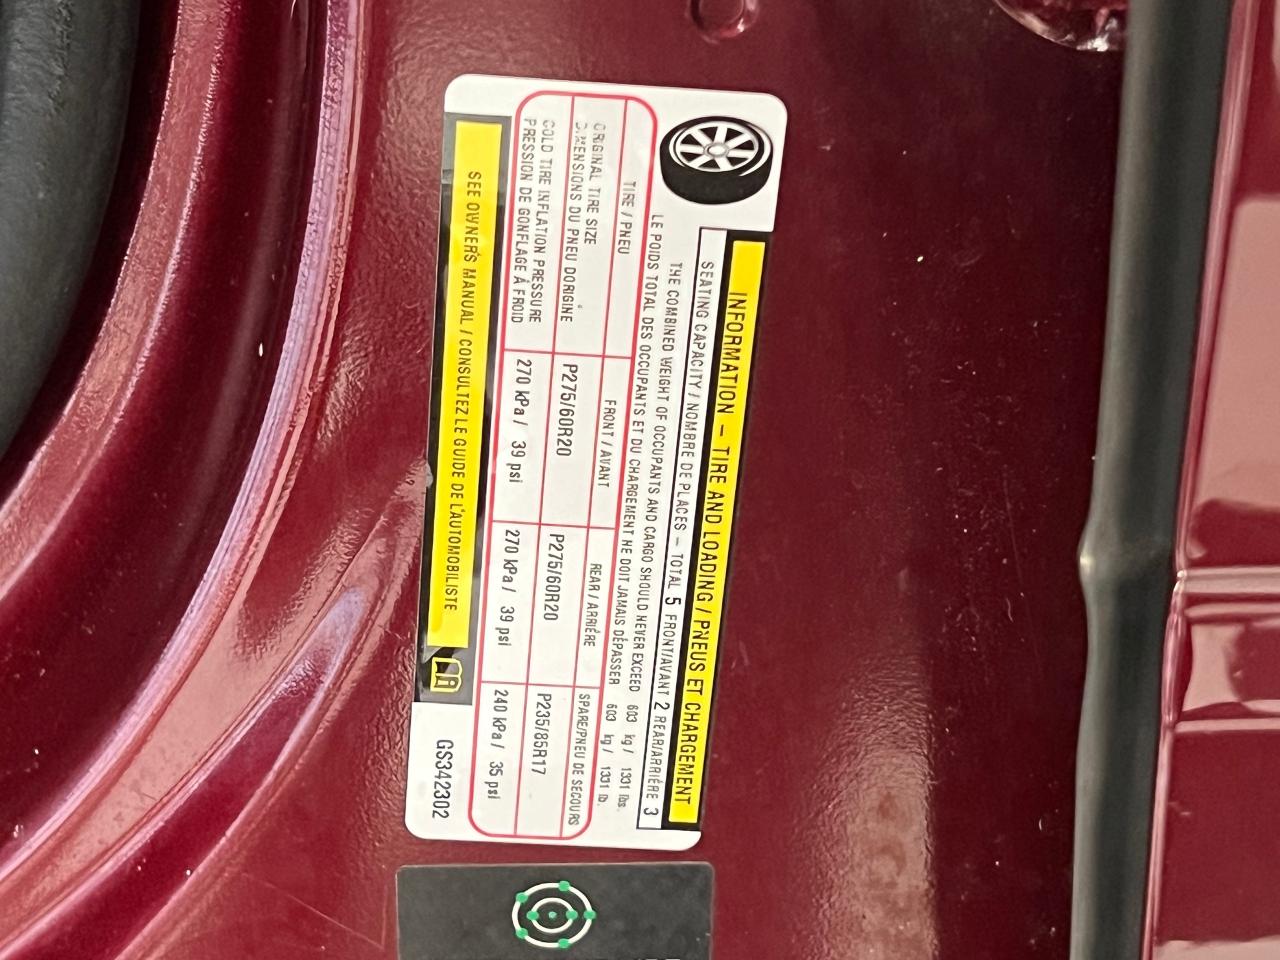 INFORMATION – TIRE AND LOADING / PNEUS ET CHARGEMENT
SEATING CAPACITY / NOMBRE DE PLACES – TOTAL 5 FRONT/AVANT 2 REAR/ARRIÈRE 3
THE COMBINED WEIGHT OF OCCUPANTS AND CARGO SHOULD NEVER EXCEED 603 kg / 1331 lbs.
LE POIDS TOTAL DES OCCUPANTS ET DU CHARGEMENT NE DOIT JAMAIS DÉPASSER 603 kg / 1331 lb.
TIRE / PNEU FRONT / AVANT REAR / ARRIÈRE SPARE/PNEU DE SECOURS
ORIGINAL TIRE SIZE
DIMENSIONS DU PNEU DORIGINE P275/60R20 P275/60R20 P235/85R17
COLD TIRE INFLATION PRESSURE
PRESSION DE GONFLAGE À FROID 270 kPa / 39 psi 270 kPa / 39 psi 240 kPa / 35 psi
SEE OWNER'S MANUAL / CONSULTEZ LE GUIDE DE L'AUTOMOBILISTE
GS342302